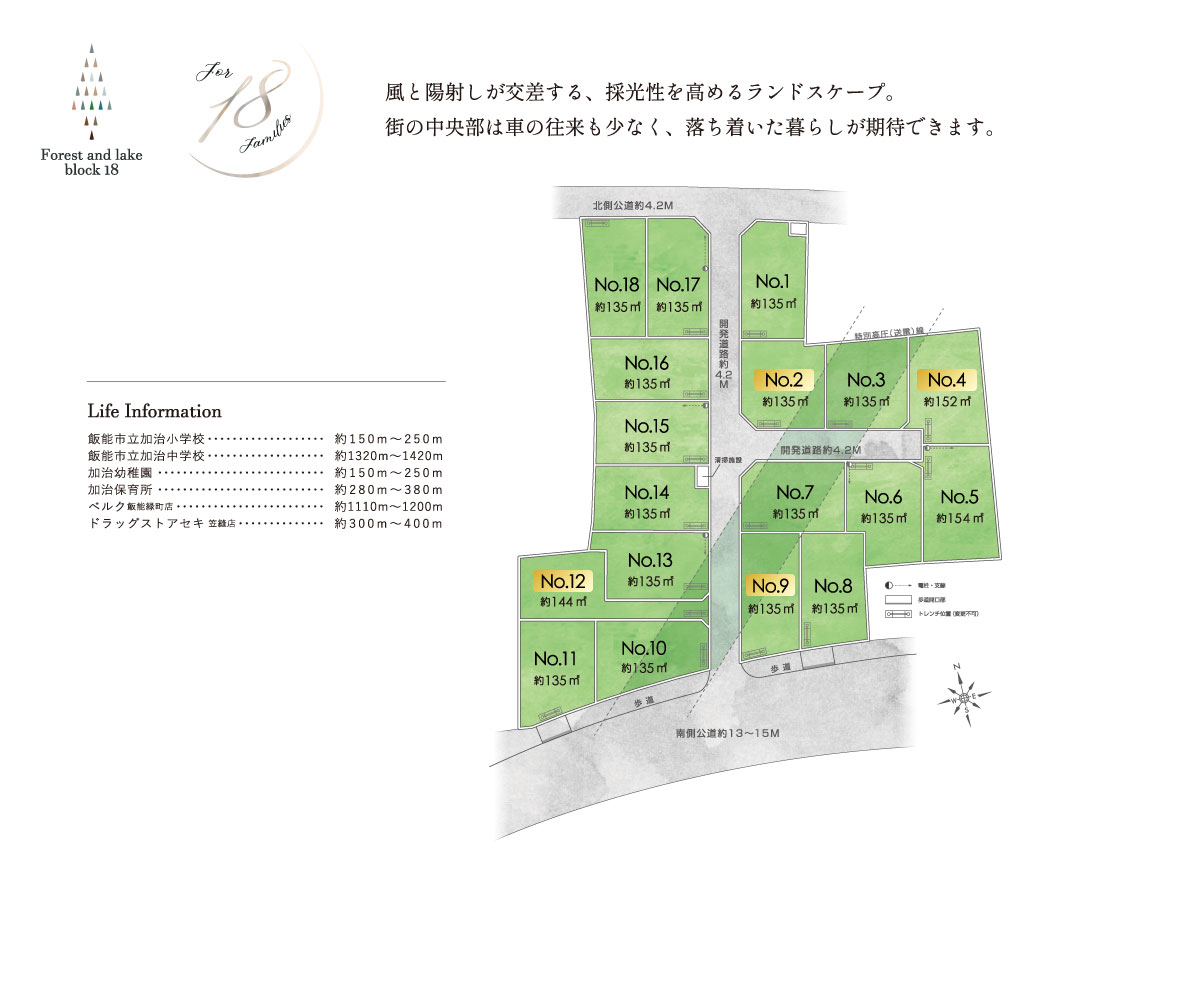 Forest and lake
block 18
For
18
Families
風と陽射しが交差する、採光性を高めるランドスケープ。
街の中央部は車の往来も少なく、落ち着いた暮らしが期待できます。
Life Information
飯能市立加治小学校・・・・・・・・・・・・・・・・・・・ 約150m〜250m
飯能市立加治中学校・・・・・・・・・・・・・・・・・・・ 約1320m〜1420m
加治幼稚園 ・・・・・・・・・・・・・・・・・・・・・・・・・・・ 約150m〜250m
加治保育所 ・・・・・・・・・・・・・・・・・・・・・・・・・・・ 約280m〜380m
ベルク飯能緑町店・・・・・・・・・・・・・・・・・・・・・・・・ 約1110m〜1200m
ドラッグストアセキ 笠縫店・・・・・・・・・・・・・・ 約300m〜400m
北側公道約4.2M
No.18
約135㎡
No.17
約135㎡
No.1
約135㎡
開発道路約4.2M
特別高圧(送電)線
No.16
約135㎡
No.2
約135㎡
No.3
約135㎡
No.4
約152㎡
No.15
約135㎡
開発道路約4.2M
清掃施設
No.14
約135㎡
No.7
約135㎡
No.6
約135㎡
No.5
約154㎡
No.13
約135㎡
No.12
約144㎡
No.9
約135㎡
No.8
約135㎡
電柱・支線
歩道開口部
トレンチ位置(変更不可)
No.11
約135㎡
No.10
約135㎡
歩道
歩道
南側公道約13〜15M
N
W
E
S